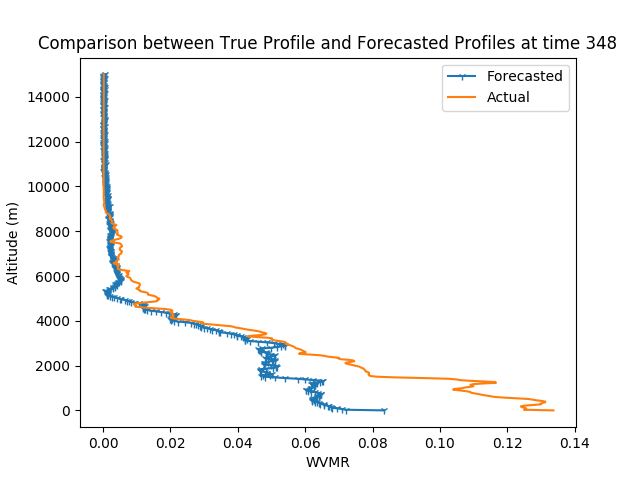 Comparison between True Profile and Forecasted Profiles at time 348
Forecasted
Actual
14000
12000
10000
8000
6000
4000
2000
0
Altitude (m)
0.00 0.02 0.04 0.06 0.08 0.10 0.12 0.14
WVMR